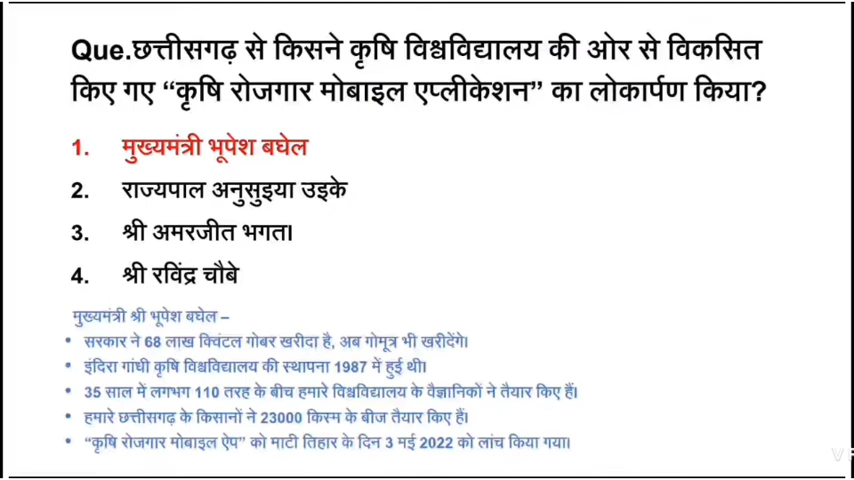 Que.छत्तीसगढ़ से किसने कृषि विश्वविद्यालय की ओर से विकसित
किए गए “कृषि रोजगार मोबाइल एप्लीकेशन” का लोकार्पण किया?
1. मुख्यमंत्री भूपेश बघेल
2. राज्यपाल अनुसुइया उइके
3. श्री अमरजीत भगत।
4. श्री रविंद्र चौबे
मुख्यमंत्री श्री भूपेश बघेल –
• सरकार ने 68 लाख क्विंटल गोबर खरीदा है, अब गोमूत्र भी खरीदेंगे।
• इंदिरा गांधी कृषि विश्वविद्यालय की स्थापना 1987 में हुई थी।
• 35 साल में लगभग 110 तरह के बीच हमारे विश्वविद्यालय के वैज्ञानिकों ने तैयार किए हैं।
• हमारे छत्तीसगढ़ के किसानों ने 23000 किस्म के बीज तैयार किए हैं।
• “कृषि रोजगार मोबाइल ऐप” को माटी तिहार के दिन 3 मई 2022 को लांच किया गया।